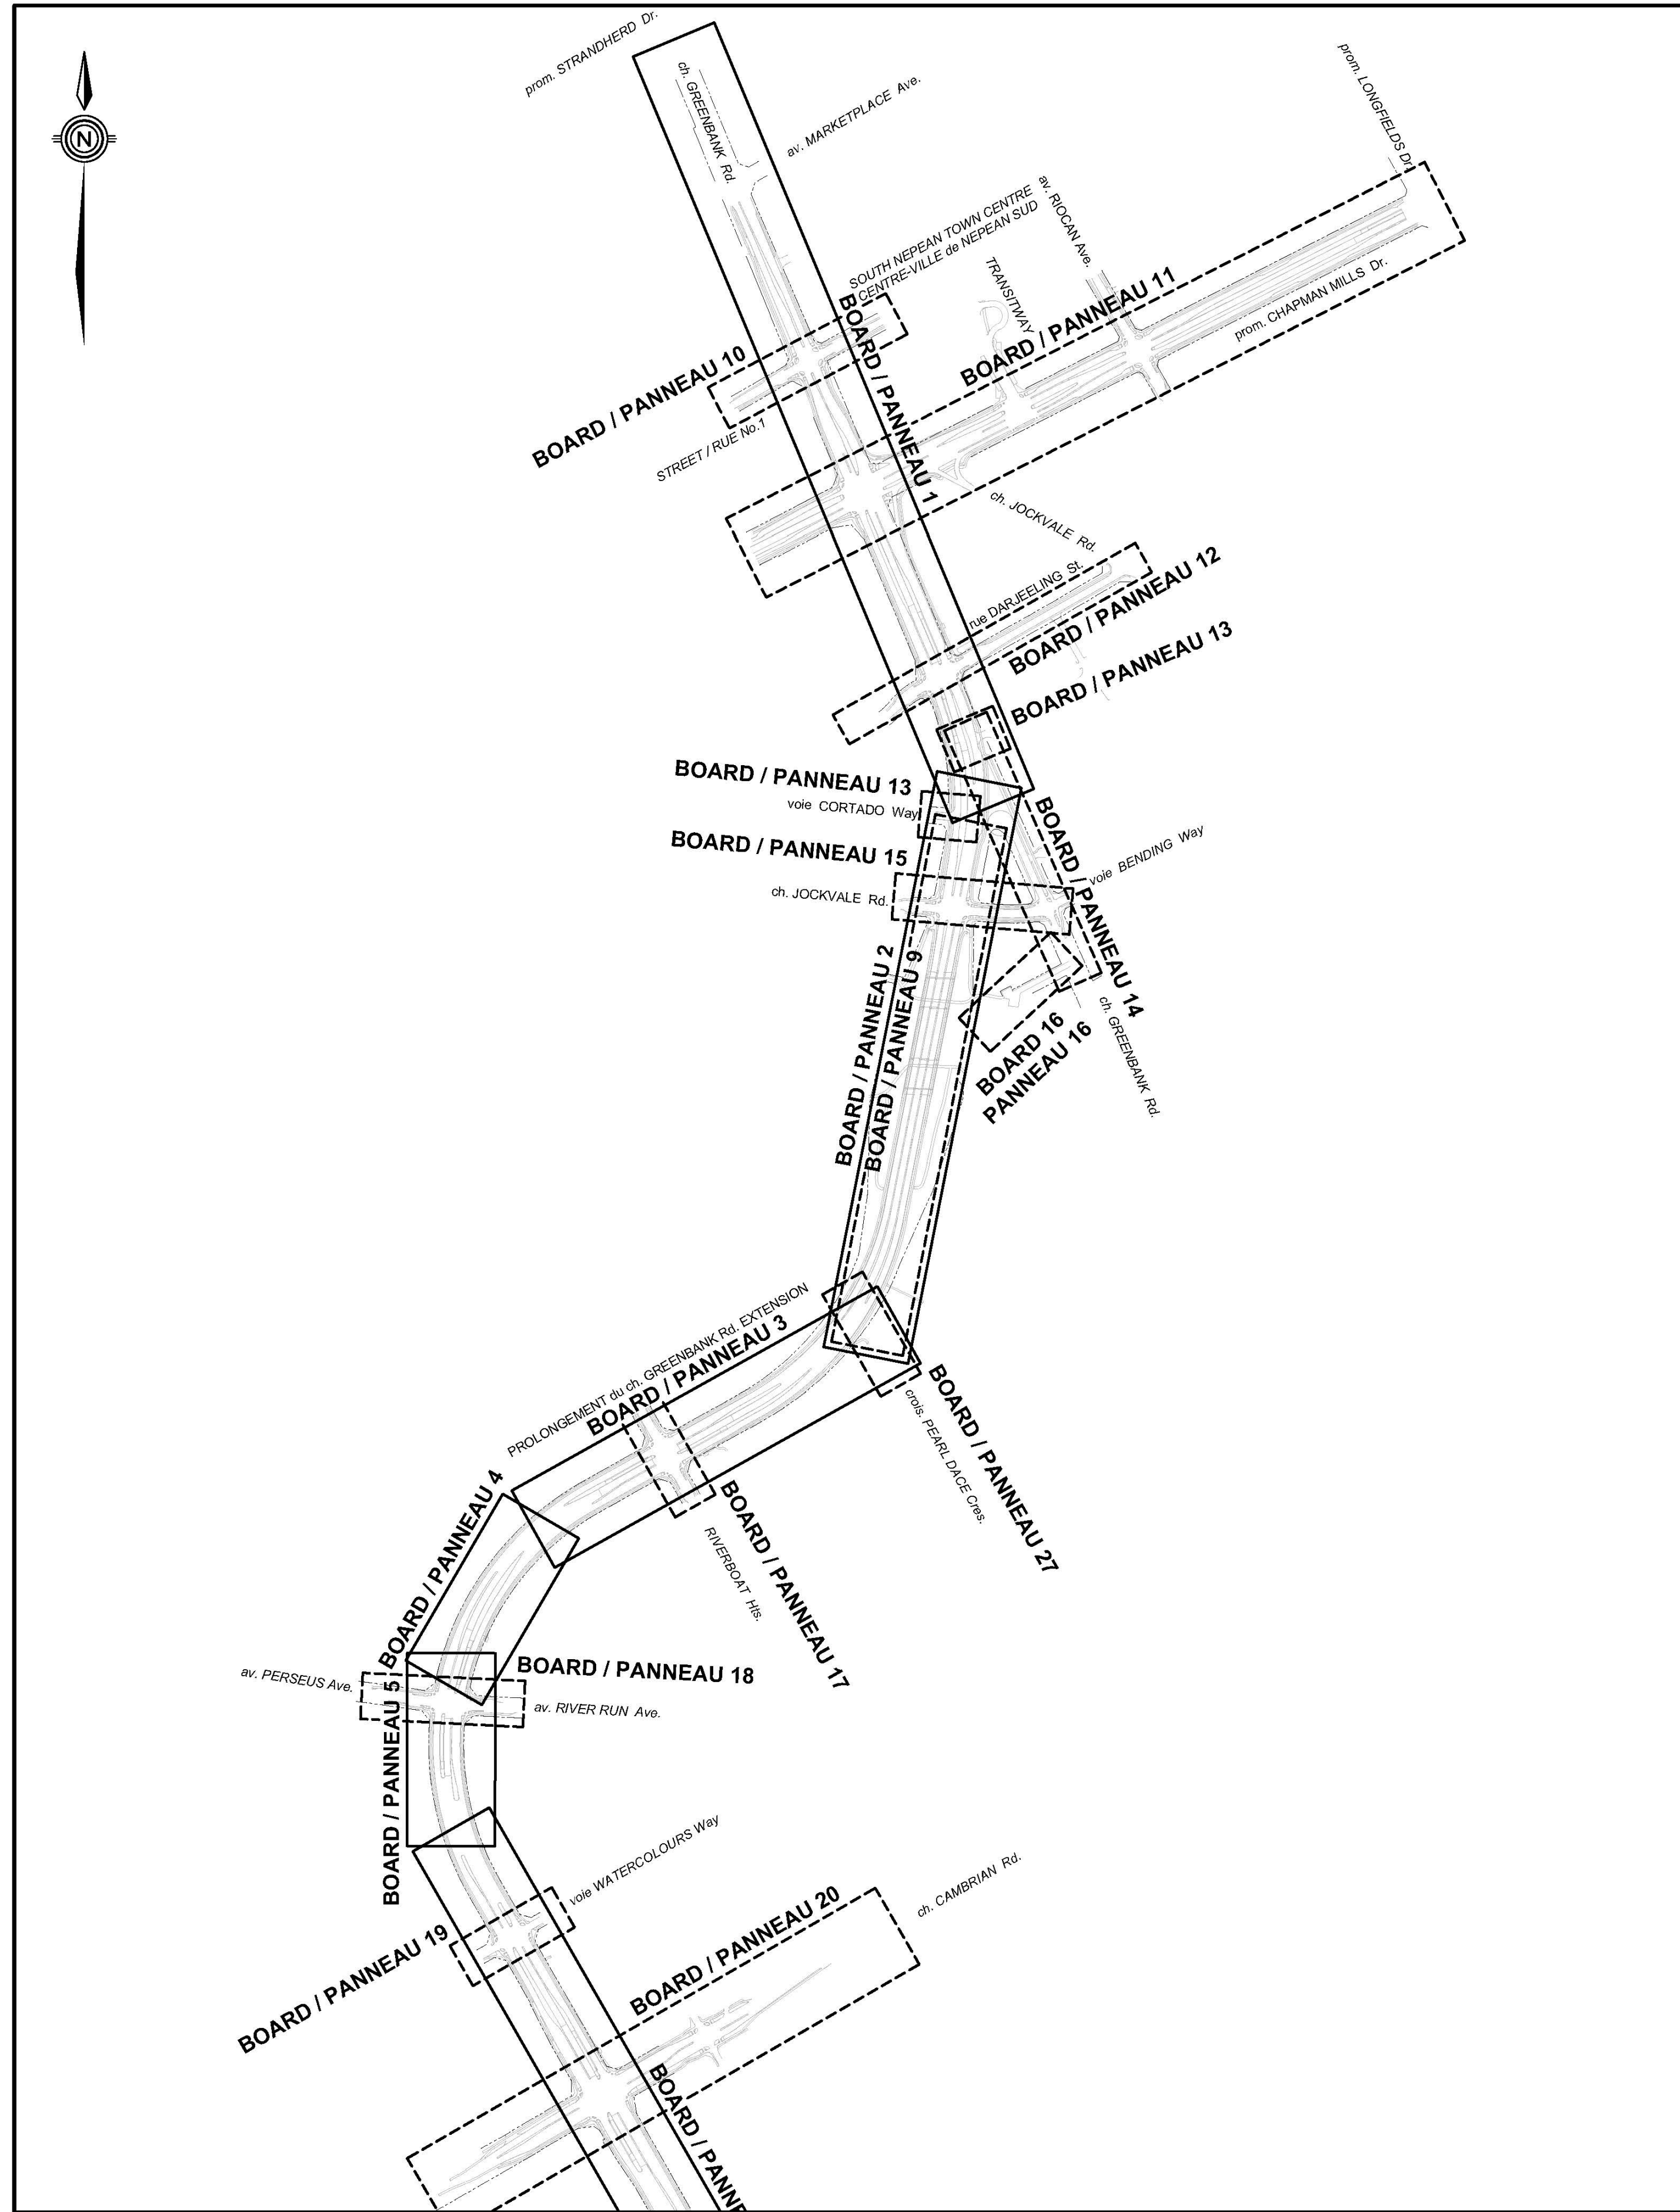 prom. STRANDHERD Dr.
ch. GREENBANK Rd.
av. MARKETPLACE Ave.
prom. LONGFIELDS Dr.
N
SOUTH NEPEAN TOWN CENTRE
CENTRE-VILLE de NEPEAN SUD
av. RIOCAN Ave.
TRANSITWAY
BOARD / PANNEAU 11
prom. CHAPMAN MILLS Dr.
BOARD / PANNEAU 1
BOARD / PANNEAU 10
STREET / RUE No.1
ch. JOCKVALE Rd.
rue DARJEELING St.
BOARD / PANNEAU 12
BOARD / PANNEAU 13
BOARD / PANNEAU 13
voie CORTADO Way
BOARD / PANNEAU 15
ch. JOCKVALE Rd.
voie BENDING Way
BOARD / PANNEAU 14
BOARD / PANNEAU 2
BOARD / PANNEAU 9
BOARD 16
PANNEAU 16
ch. GREENBANK Rd.
PROLONGEMENT du ch. GREENBANK Rd. EXTENSION
BOARD / PANNEAU 3
BOARD / PANNEAU 27
crois. PEARL DACE Cres.
BOARD / PANNEAU 17
RIVERBOAT Hts.
BOARD / PANNEAU 4
BOARD / PANNEAU 18
av. PERSEUS Ave.
av. RIVER RUN Ave.
BOARD / PANNEAU 5
voie WATERCOLOURS Way
BOARD / PANNEAU 19
BOARD / PANNEAU 20
ch. CAMBRIAN Rd.
BOARD / PANNE